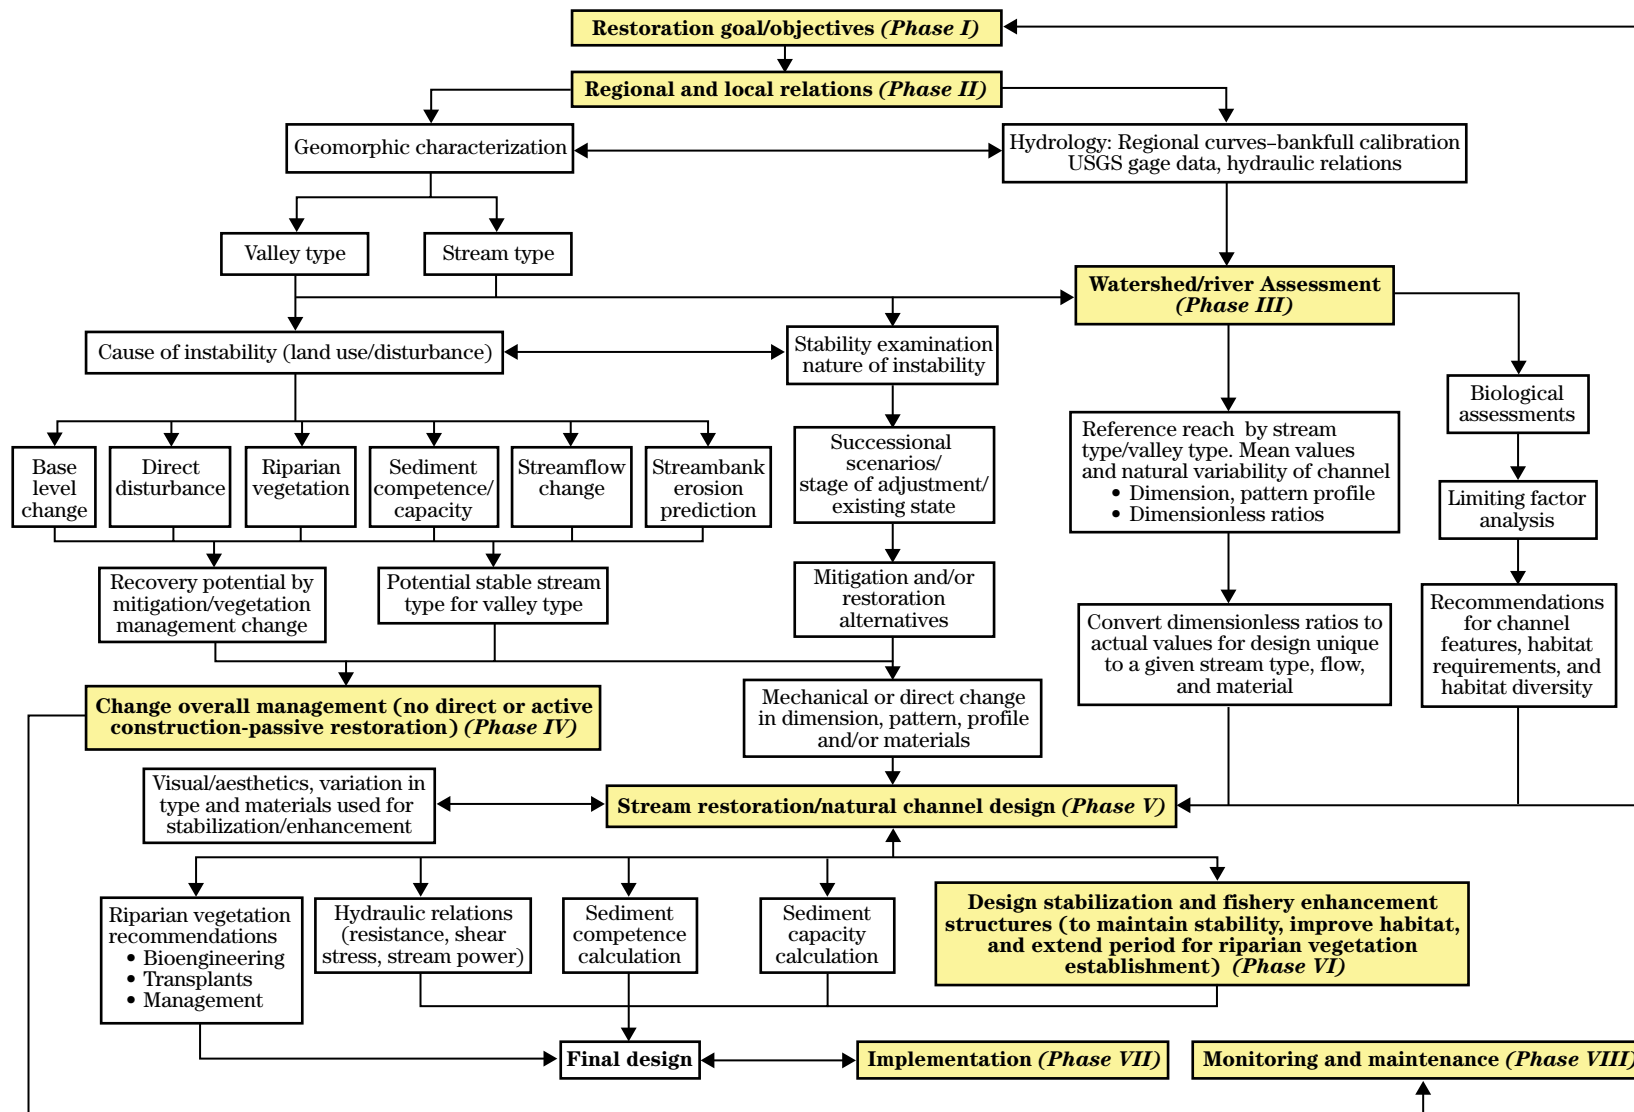 Restoration goal/objectives (Phase I)
Regional and local relations (Phase II)
Geomorphic characterization
Hydrology: Regional curves–bankfull calibration
USGS gage data, hydraulic relations
Valley type
Stream type
Watershed/river Assessment
(Phase III)
Cause of instability (land use/disturbance)
Stability examination
nature of instability
Biological
assessments
Base
level
change
Direct
disturbance
Riparian
vegetation
Sediment
competence/
capacity
Streamflow
change
Streambank
erosion
prediction
Successional
scenarios/
stage of adjustment/
existing state
Reference reach by stream
type/valley type. Mean values
and natural variability of channel
• Dimension, pattern profile
• Dimensionless ratios
Limiting factor
analysis
Recovery potential by
mitigation/vegetation
management change
Potential stable stream
type for valley type
Mitigation and/or
restoration
alternatives
Convert dimensionless ratios to
actual values for design unique
to a given stream type, flow,
and material
Recommendations
for channel
features, habitat
requirements, and
habitat diversity
Change overall management (no direct or active
construction-passive restoration) (Phase IV)
Mechanical or direct change
in dimension, pattern, profile
and/or materials
Visual/aesthetics, variation in
type and materials used for
stabilization/enhancement
Stream restoration/natural channel design (Phase V)
Riparian vegetation
recommendations
• Bioengineering
• Transplants
• Management
Hydraulic relations
(resistance, shear
stress, stream power)
Sediment
competence
calculation
Sediment
capacity
calculation
Design stabilization and fishery enhancement
structures (to maintain stability, improve habitat,
and extend period for riparian vegetation
establishment) (Phase VI)
Final design
Implementation (Phase VII)
Monitoring and maintenance (Phase VIII)